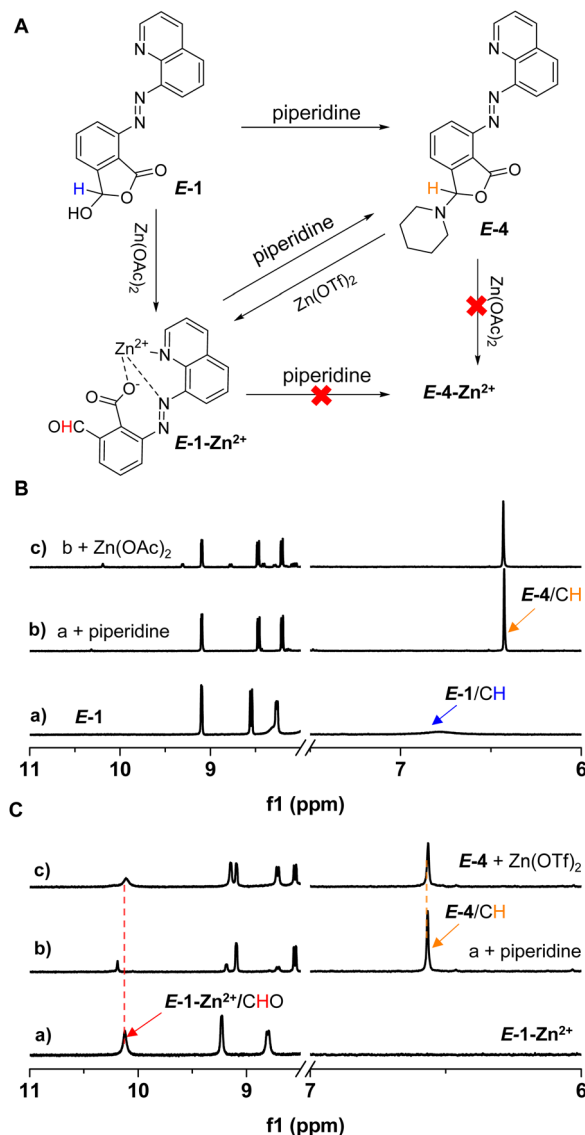 A
N
N
N
O
H
O
HO
E-1
piperidine
N
N
N
O
H
O
N
E-4
Zn(OAc)2
piperidine
Zn(OTf)2
Zn(OAc)2
Zn2+
N
O-
O
N
N
OHC
E-1-Zn2+
piperidine
E-4-Zn2+
B
c) b + Zn(OAc)2
E-4/CH
b) a + piperidine
E-1/CH
a) E-1
11 10 9 7 6
f1 (ppm)
C
c) E-4 + Zn(OTf)2
E-4/CH
b) a + piperidine
E-1-Zn2+/CHO
a) E-1-Zn2+
11 10 9 7 6
f1 (ppm)